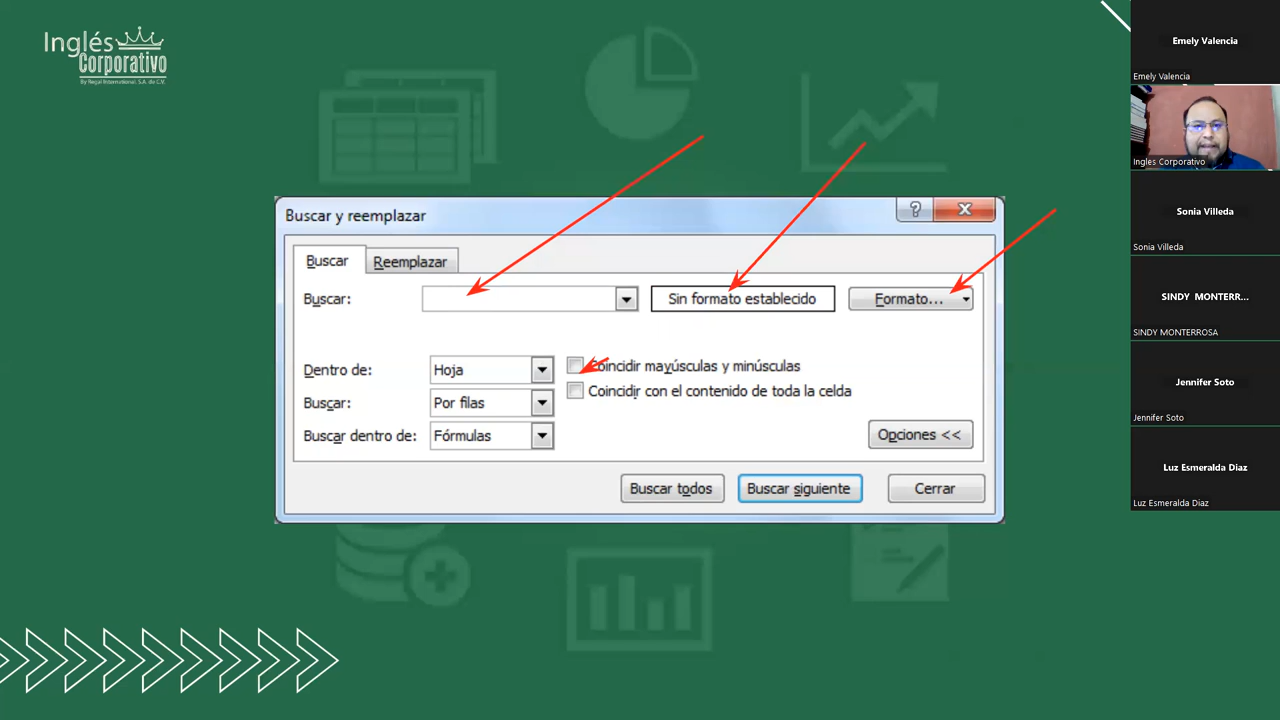 Inglés
Corporativo
By Regal International, S.A. de C.V.
Buscar y reemplazar
?
X
Buscar
Reemplazar
Buscar:
Sin formato establecido
Formato...
Dentro de:
Hoja
Coincidir mayúsculas y minúsculas
Buscar:
Por filas
Coincidir con el contenido de toda la celda
Buscar dentro de:
Fórmulas
Opciones <<
Buscar todos
Buscar siguiente
Cerrar
Emely Valencia
Emely Valencia
Ingles Corporativo
Sonia Villeda
Sonia Villeda
SINDY MONTERR...
SINDY MONTERROSA
Jennifer Soto
Jennifer Soto
Luz Esmeralda Diaz
Luz Esmeralda Diaz